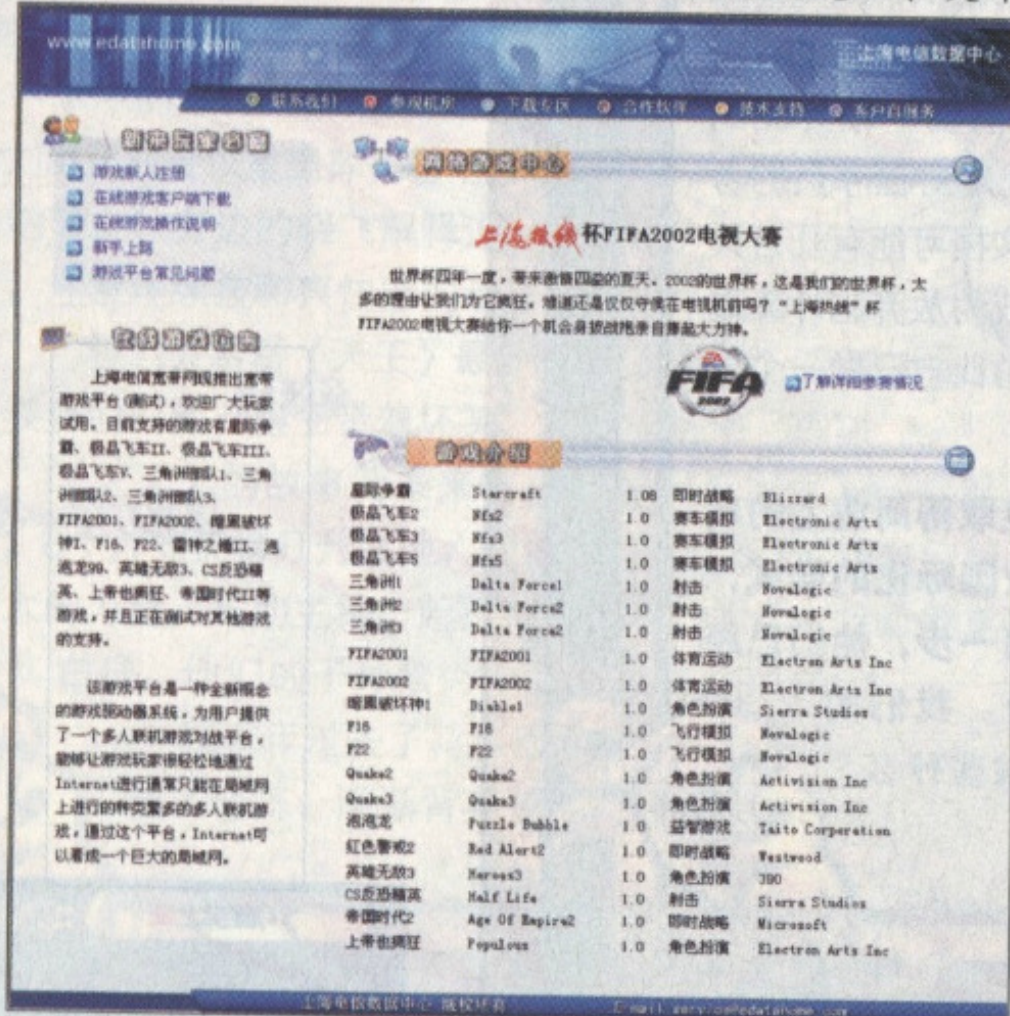 www.edatahome.com
上海电信数据中心
联系我们 参观机房 下载专区 合作伙伴 技术支持 客户自服务
新来玩家必看
游戏新人注册
在线游戏客户端下载
在线游戏操作说明
新手上路
游戏平台常见问题
在线游戏运营
上海电信宽带网现推出宽带
游戏平台(测试),欢迎广大玩家
试用。目前支持的游戏有星际争
霸、极品飞车II、极品飞车III、
极品飞车V、三角洲部队1、三角
洲部队2、三角洲部队3、
FIFA2001、FIFA2002、暗黑破坏
神I、F16、F22、雷神之锤II、泡
泡龙99、英雄无敌3、CS反恐精
英、上帝也疯狂、帝国时代II等
游戏,并且正在测试对其他游戏
的支持。
该游戏平台是一种全新概念
的游戏驱动器系统,为用户提供
了一个多人联机游戏对战平台,
能够让游戏玩家很轻松地通过
Internet进行通常只能在局域网
上进行的种类繁多的多人联机游
戏,通过这个平台,Internet可
以看成一个巨大的局域网。
网络游戏中心
上海热线杯FIFA2002电视大赛
世界杯四年一度,带来激情四溢的夏天。2002的世界杯,这是我们的世界杯,太
多的理由让我们为它疯狂。难道还是仅仅守候在电视机前吗?“上海热线”杯
FIFA2002电视大赛给你一个机会身披战袍亲自捧起大力神。
EA
FIFA
2002
了解详细参赛情况
游戏介绍
星际争霸 Starcraft 1.08 即时战略 Blizzard
极品飞车2 Nfs2 1.0 赛车模拟 Electronic Arts
极品飞车3 Nfs3 1.0 赛车模拟 Electronic Arts
极品飞车5 Nfs5 1.0 赛车模拟 Electronic Arts
三角洲1 Delta Force1 1.0 射击 Novalogic
三角洲2 Delta Force2 1.0 射击 Novalogic
三角洲3 Delta Force2 1.0 射击 Novalogic
FIFA2001 FIFA2001 1.0 体育运动 Electron Arts Inc
FIFA2002 FIFA2002 1.0 体育运动 Electron Arts Inc
暗黑破坏神1 Diablo1 1.0 角色扮演 Sierra Studios
F16 F16 1.0 飞行模拟 Novalogic
F22 F22 1.0 飞行模拟 Novalogic
Quake2 Quake2 1.0 角色扮演 Activision Inc
Quake3 Quake3 1.0 角色扮演 Activision Inc
泡泡龙 Puzzle Bubble 1.0 益智游戏 Taito Corperation
红色警戒2 Red Alert2 1.0 即时战略 Westwood
英雄无敌3 Heroes3 1.0 角色扮演 3DO
CS反恐精英 Half Life 1.0 射击 Sierra Studios
帝国时代2 Age Of Empire2 1.0 即时战略 Microsoft
上帝也疯狂 Populous 1.0 角色扮演 Electron Arts Inc
上海电信数据中心 版权所有 E-mail service@edatahome.com